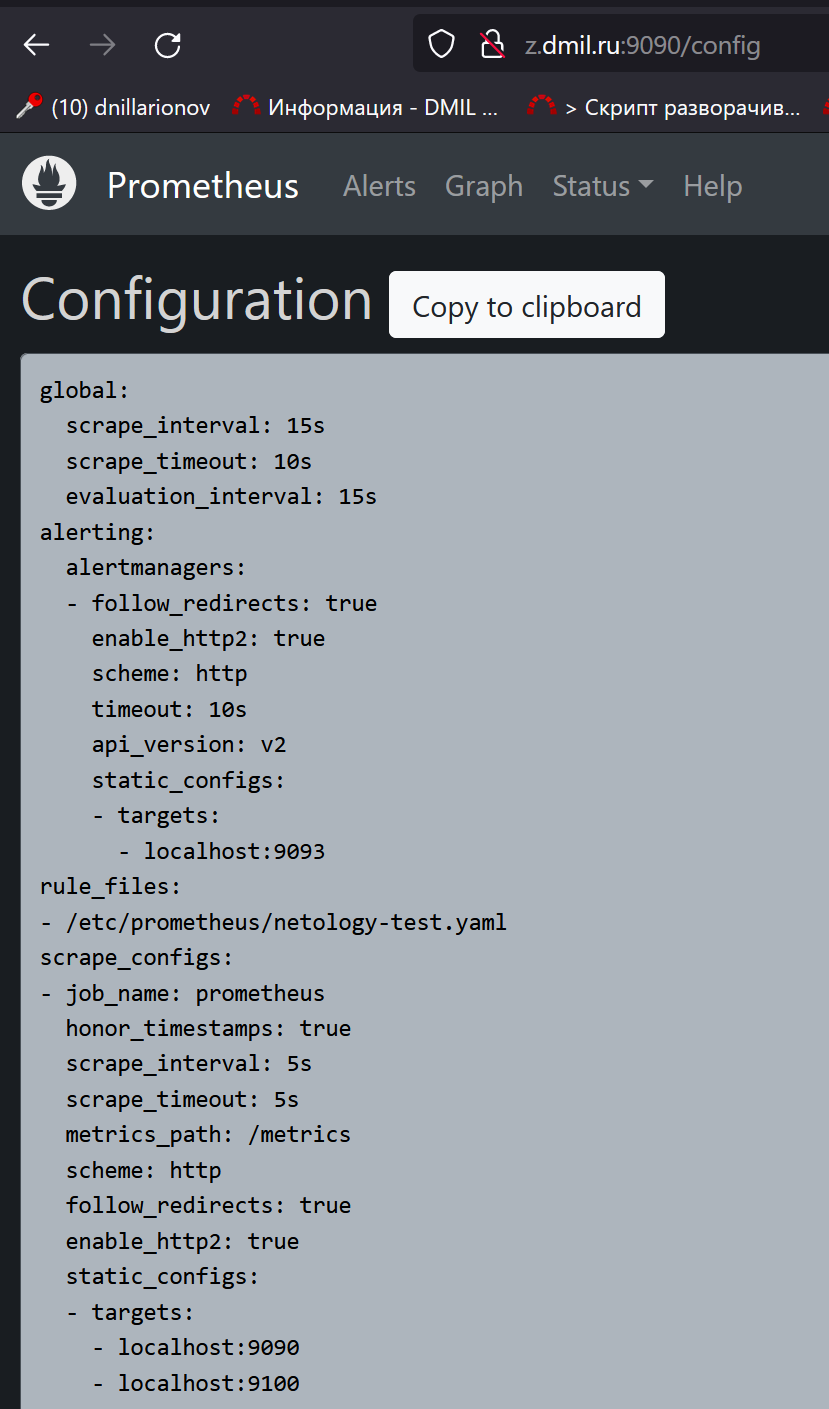 z.dmil.ru:9090/config
(10) dnillarionov
Информация - DMIL ...
> Скрипт разворачив...
Prometheus
Alerts
Graph
Status
Help
Configuration
Copy to clipboard
global:
  scrape_interval: 15s
  scrape_timeout: 10s
  evaluation_interval: 15s
alerting:
  alertmanagers:
  - follow_redirects: true
    enable_http2: true
    scheme: http
    timeout: 10s
    api_version: v2
    static_configs:
    - targets:
      - localhost:9093
rule_files:
- /etc/prometheus/netology-test.yaml
scrape_configs:
- job_name: prometheus
  honor_timestamps: true
  scrape_interval: 5s
  scrape_timeout: 5s
  metrics_path: /metrics
  scheme: http
  follow_redirects: true
  enable_http2: true
  static_configs:
  - targets:
    - localhost:9090
    - localhost:9100